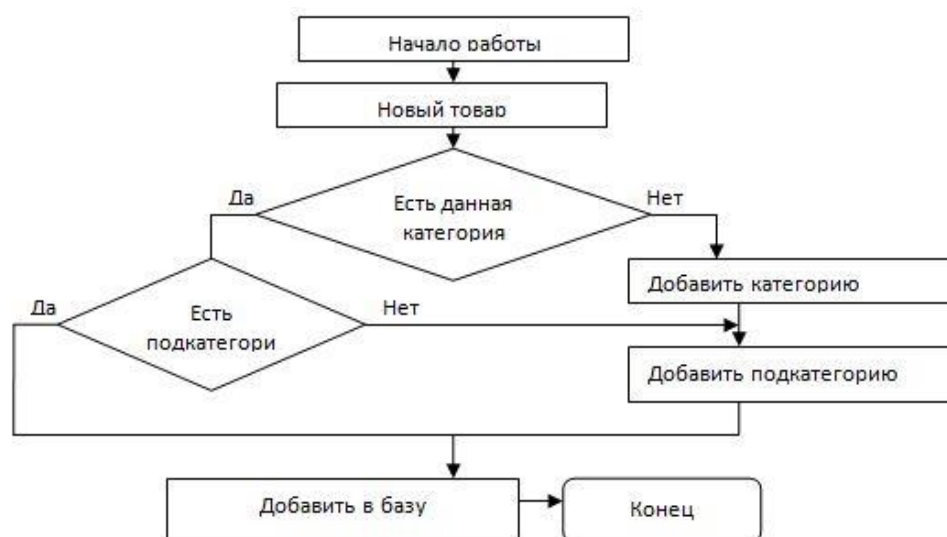 Начало работы
Новый товар
Да
Нет
Есть данная
категория
Добавить категорию
Да
Нет
Есть
подкатегори
Добавить подкатегорию
Добавить в базу
Конец